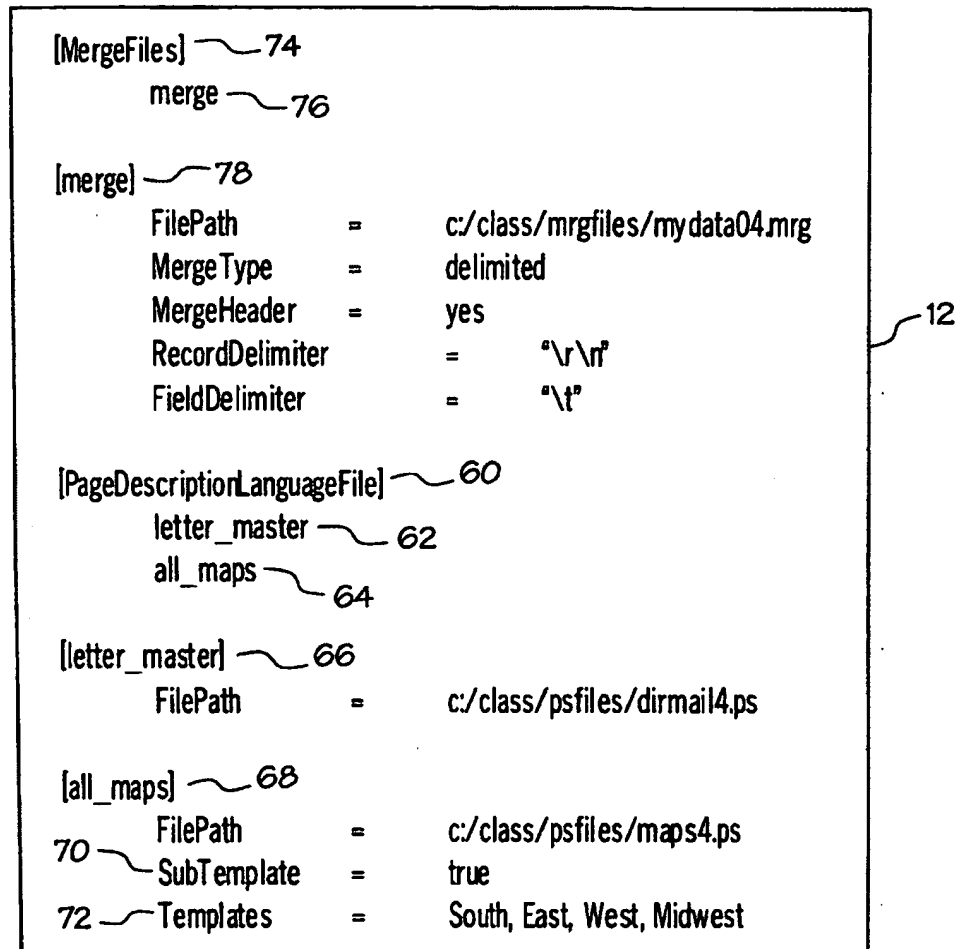 [MergeFiles] 74
merge 76
[merge] 78
FilePath = c:/class/mrgfiles/mydata04.mrg
MergeType = delimited
MergeHeader = yes
12
RecordDelimiter = "\r\n"
FieldDelimiter = "\t"
[PageDescriptionLanguageFile] 60
letter_master 62
all_maps 64
[letter_master] 66
FilePath = c:/class/psfiles/dirmail4.ps
[all_maps] 68
FilePath = c:/class/psfiles/maps4.ps
70 SubTemplate = true
72 Templates = South, East, West, Midwest